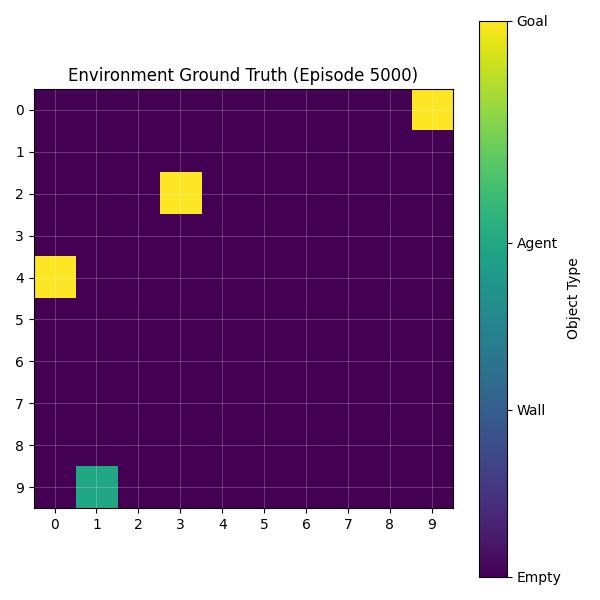 Environment Ground Truth (Episode 5000)
0
1
2
3
4
5
6
7
8
9
0 1 2 3 4 5 6 7 8 9
Goal
Agent
Wall
Empty
Object Type